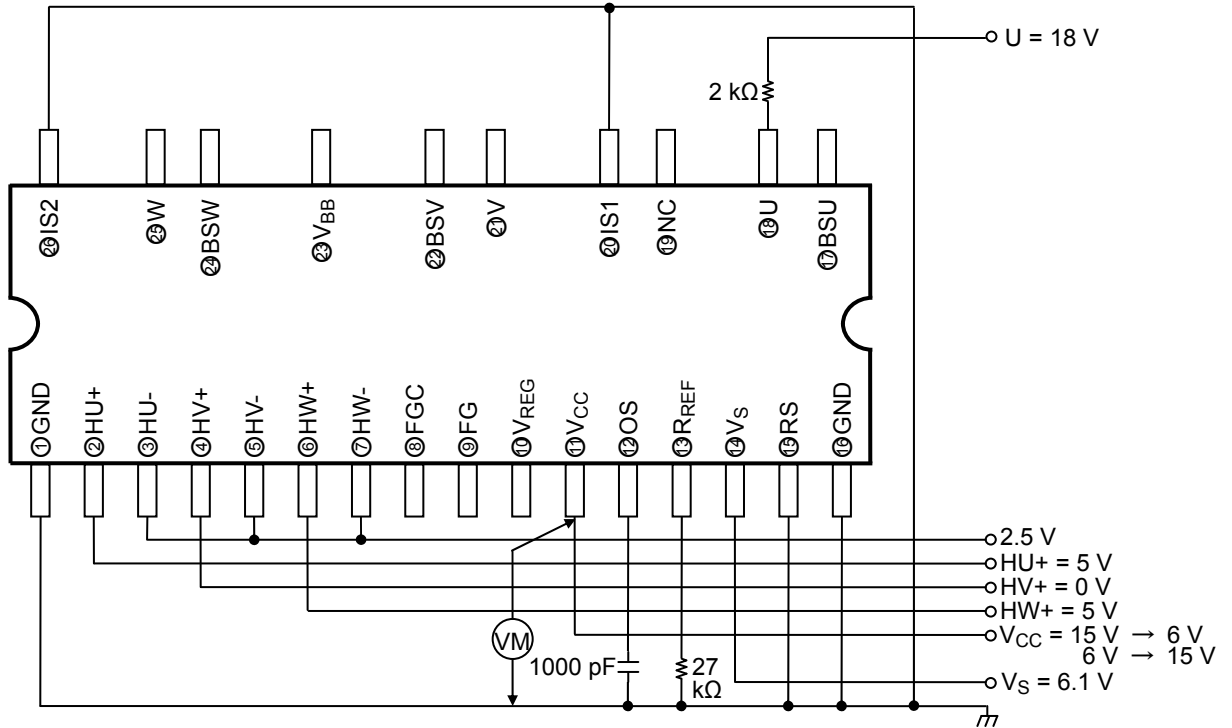 U = 18 V
2 kΩ
㉖IS2
㉕W
㉔BSW
㉓VBB
㉒BSV
㉑V
⑳IS1
⑲NC
⑱U
⑰BSU
①GND
②HU+
③HU-
④HV+
⑤HV-
⑥HW+
⑦HW-
⑧FGC
⑨FG
⑩VREG
⑪VCC
⑫OS
⑬RREF
⑭VS
⑮RS
⑯GND
2.5 V
HU+ = 5 V
HV+ = 0 V
HW+ = 5 V
VCC = 15 V → 6 V
6 V → 15 V
VM
1000 pF
27
kΩ
VS = 6.1 V